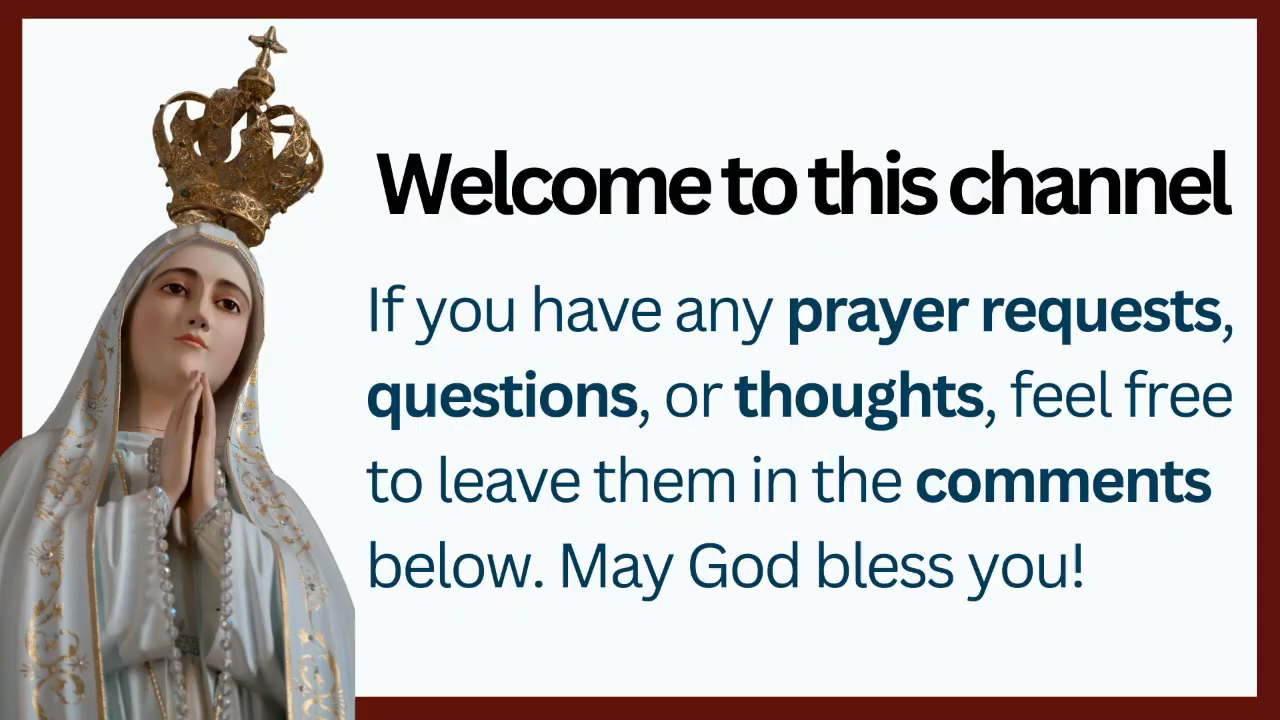 Welcome to this channel
If you have any prayer requests,
questions, or thoughts, feel free
to leave them in the comments
below. May God bless you!